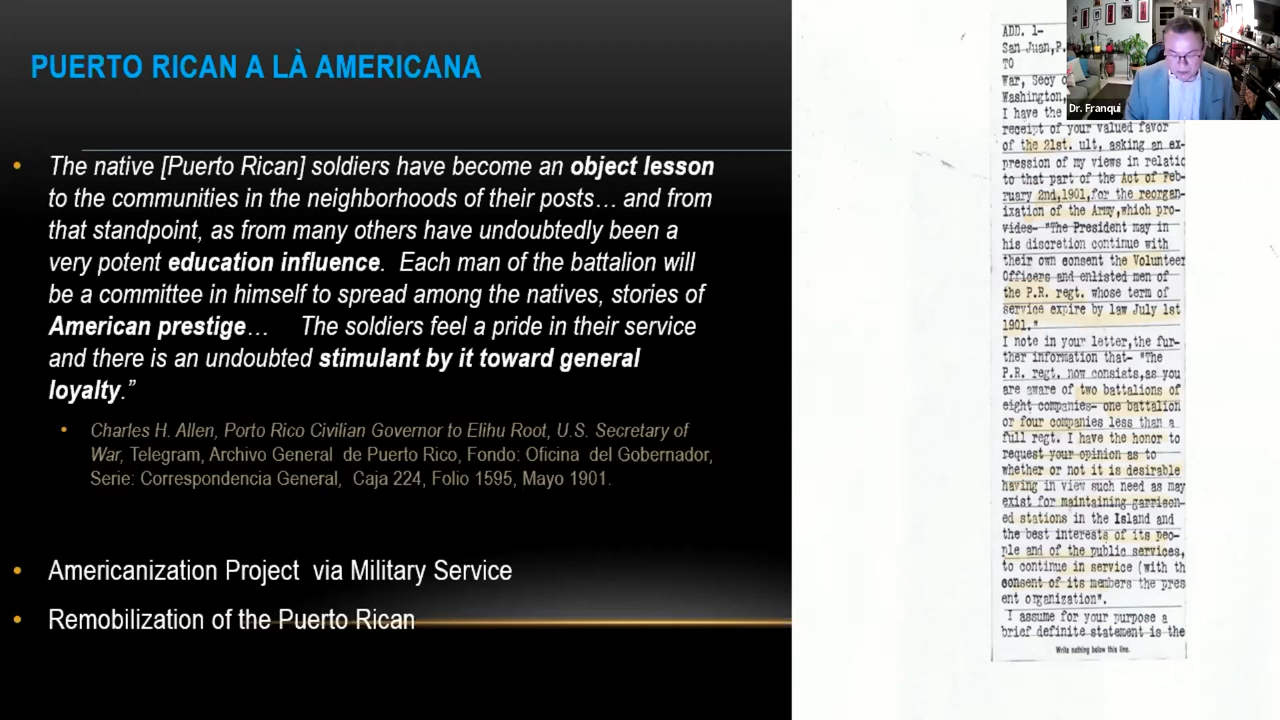 PUERTO RICAN A LÀ AMERICANA
• The native [Puerto Rican] soldiers have become an object lesson
to the communities in the neighborhoods of their posts… and from
that standpoint, as from many others have undoubtedly been a
very potent education influence. Each man of the battalion will
be a committee in himself to spread among the natives, stories of
American prestige… The soldiers feel a pride in their service
and there is an undoubted stimulant by it toward general
loyalty.”
• Charles H. Allen, Porto Rico Civilian Governor to Elihu Root, U.S. Secretary of
War, Telegram, Archivo General de Puerto Rico, Fondo: Oficina del Gobernador,
Serie: Correspondencia General, Caja 224, Folio 1595, Mayo 1901.
• Americanization Project via Military Service
• Remobilization of the Puerto Rican
ADD. 1-
San Juan,P.
TO
War, Secy
Washington,
I have the
receipt of your valued favor
of the 21st. ult, asking an ex-
pression of my views in relatio
to that part of the Act of Feb-
ruary 2nd,1901,for the reorgan-
ization of the Army,which pro-
vides- "The President may in
his discretion continue with
their own consent the Volunteer
Officers and enlisted men of
the P.R. regt. whose term of
service expire by law July 1st
1901."
I note in your letter,the fur-
ther information that- "The
P.R. regt. now consists,as you
are aware of two battalions of
eight companies- one battalion
or four companies less than a
full regt. I have the honor to
request your opinion as to
whether or not it is desirable
having in view such need as may
exist for maintaining garrison-
ed stations in the Island and
the best interests of its peo-
ple and of the public services,
to continue in service (with th
consent of its members the pres
ent organization".
I assume for your purpose a
brief definite statement is the
Write nothing below this line.
Dr. Franqui